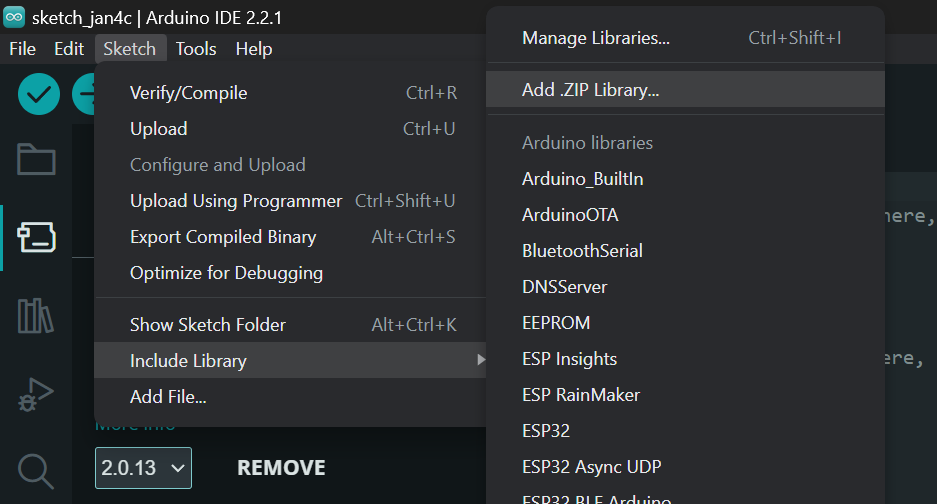 sketch_jan4c | Arduino IDE 2.2.1
File Edit Sketch Tools Help
Verify/Compile Ctrl+R
Upload Ctrl+U
Configure and Upload
Upload Using Programmer Ctrl+Shift+U
Export Compiled Binary Alt+Ctrl+S
Optimize for Debugging
Show Sketch Folder Alt+Ctrl+K
Include Library
Add File...
Manage Libraries... Ctrl+Shift+I
Add .ZIP Library...
Arduino libraries
Arduino_BuiltIn
ArduinoOTA
BluetoothSerial
DNSServer
EEPROM
ESP Insights
ESP RainMaker
ESP32
ESP32 Async UDP
ESP32 BLE Arduino
here,
ere,
More info
2.0.13 REMOVE